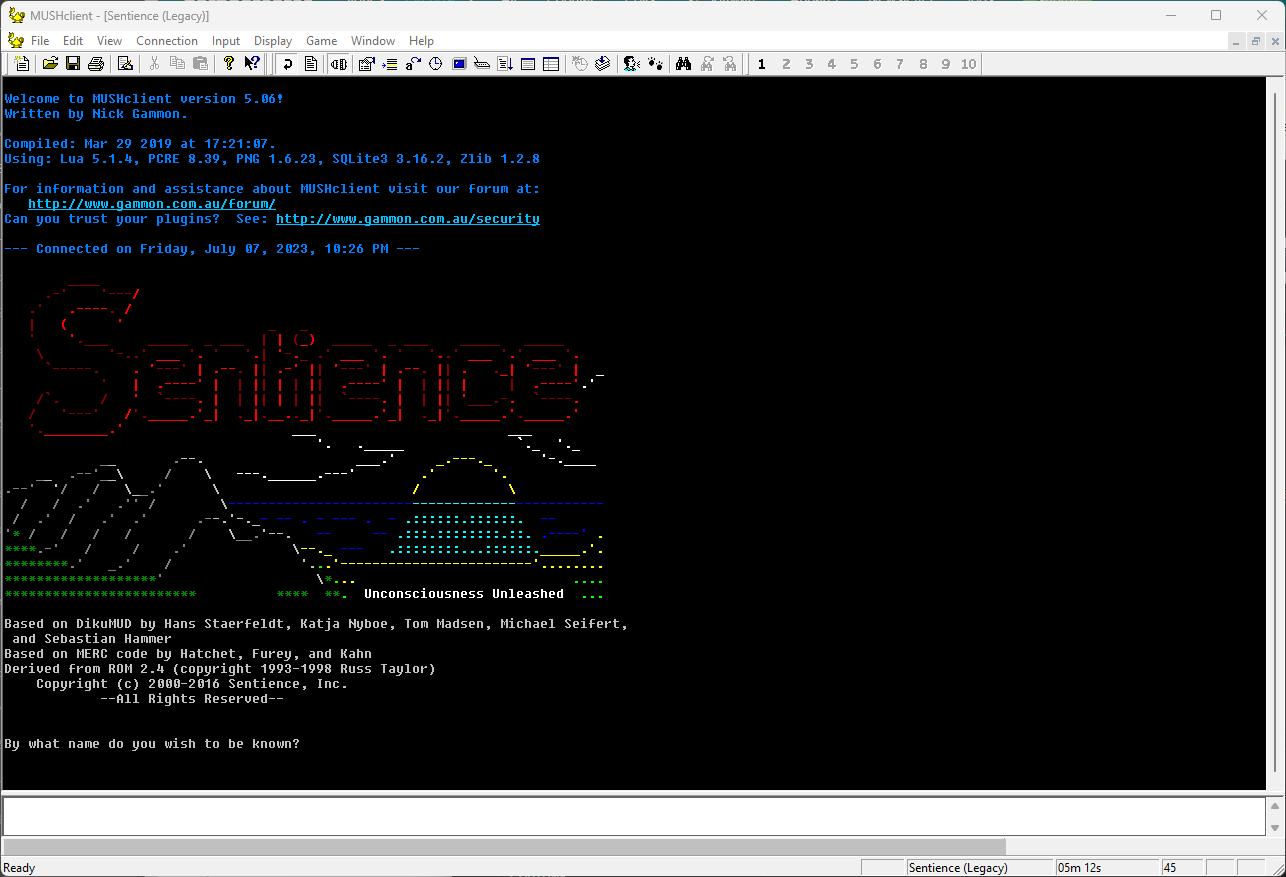 MUSHclient - [Sentience (Legacy)]
File Edit View Connection Input Display Game Window Help
1 2 3 4 5 6 7 8 9 10
Welcome to MUSHclient version 5.06!
Written by Nick Gammon.
Compiled: Mar 29 2019 at 17:21:07.
Using: Lua 5.1.4, PCRE 8.39, PNG 1.6.23, SQLite3 3.16.2, Zlib 1.2.8
For information and assistance about MUSHclient visit our forum at:
http://www.gammon.com.au/forum/
Can you trust your plugins?  See: http://www.gammon.com.au/security
--- Connected on Friday, July 07, 2023, 10:26 PM ---
Sentience
Unconsciousness Unleashed
Based on DikuMUD by Hans Staerfeldt, Katja Nyboe, Tom Madsen, Michael Seifert,
and Sebastian Hammer
Based on MERC code by Hatchet, Furey, and Kahn
Derived from ROM 2.4 (copyright 1993-1998 Russ Taylor)
Copyright (c) 2000-2016 Sentience, Inc.
--All Rights Reserved--
By what name do you wish to be known?
Ready
Sentience (Legacy)
05m 12s
45